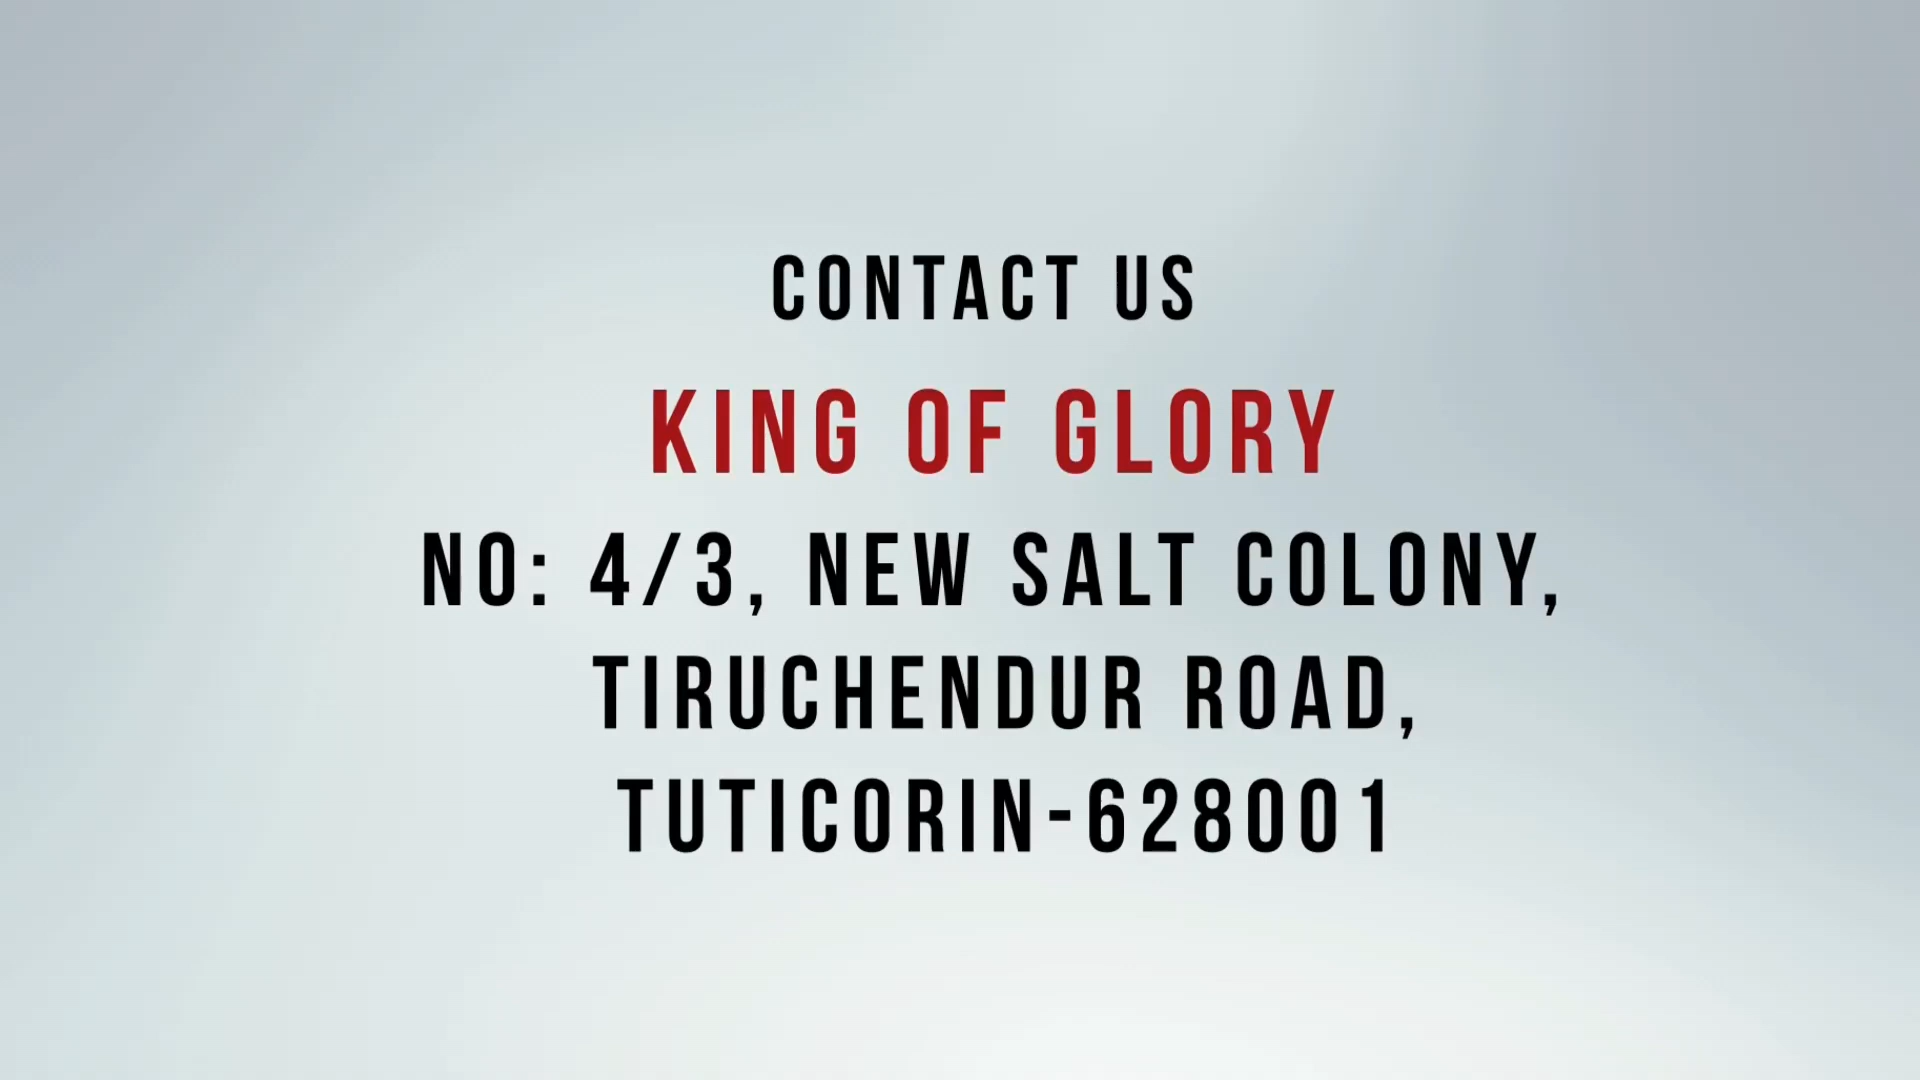 CONTACT US
KING OF GLORY
NO: 4/3, NEW SALT COLONY,
TIRUCHENDUR ROAD,
TUTICORIN-628001